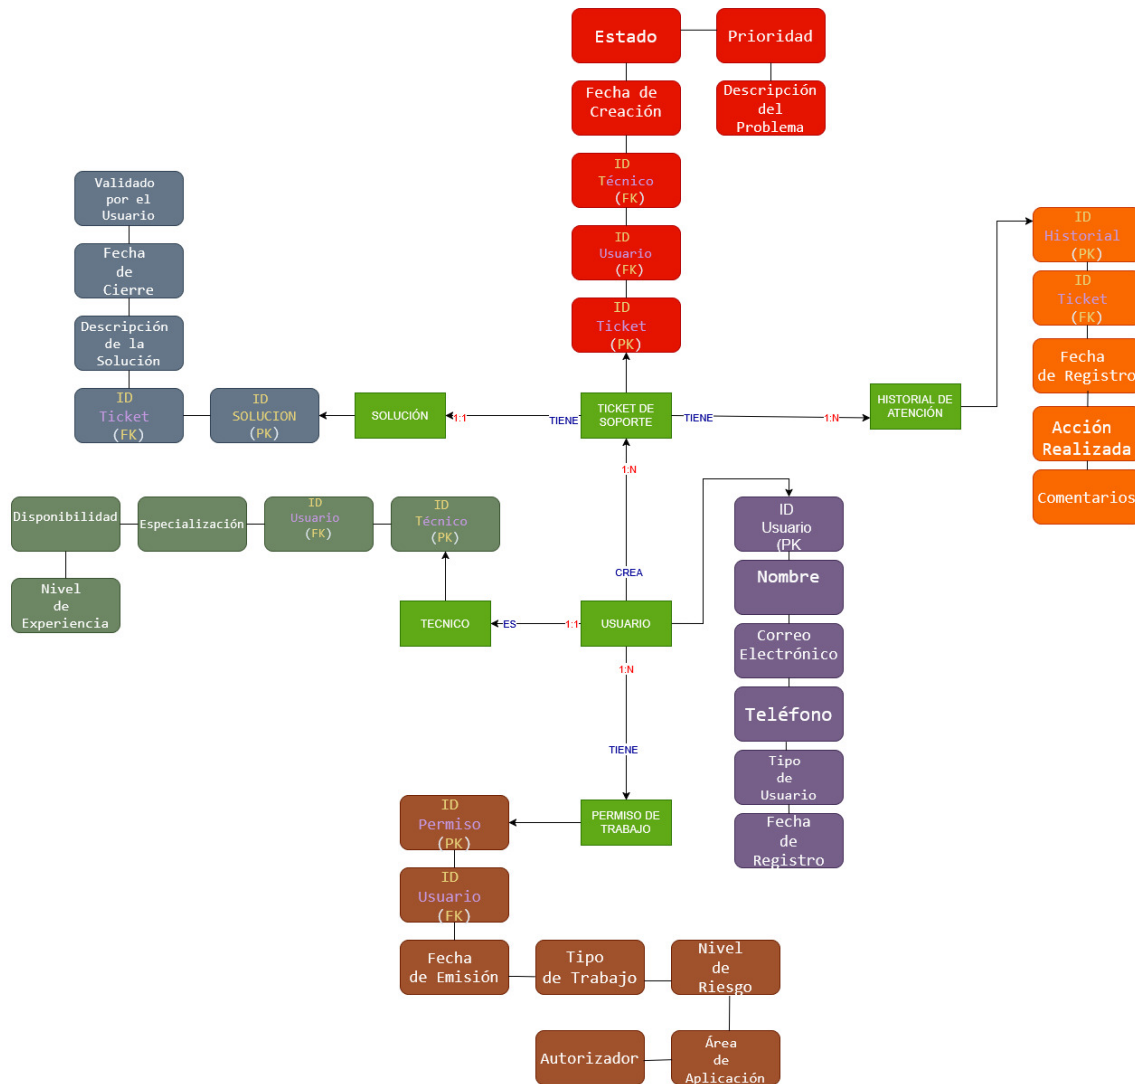 Estado
Prioridad
Fecha de
Creación
Descripción
del
Problema
ID
Técnico
(FK)
ID
Usuario
(FK)
ID
Ticket
(PK)
Validado
por el
Usuario
Fecha
de
Cierre
Descripción
de la
Solución
ID
Ticket
(FK)
ID
SOLUCION
(PK)
SOLUCIÓN
1:1
TIENE
TICKET DE
SOPORTE
TIENE
1:N
HISTORIAL DE
ATENCIÓN
ID
Historial
(PK)
ID
Ticket
(FK)
Fecha
de Registro
Acción
Realizada
Comentarios
1:N
CREA
Disponibilidad
Especialización
ID
Usuario
(FK)
ID
Técnico
(PK)
Nivel
de
Experiencia
TECNICO
ES
1:1
USUARIO
ID
Usuario
(PK
Nombre
Correo
Electrónico
Teléfono
Tipo
de
Usuario
Fecha
de
Registro
1:N
TIENE
PERMISO DE
TRABAJO
ID
Permiso
(PK)
ID
Usuario
(FK)
Fecha
de Emisión
Tipo
de Trabajo
Nivel
de
Riesgo
Autorizador
Área
de
Aplicación